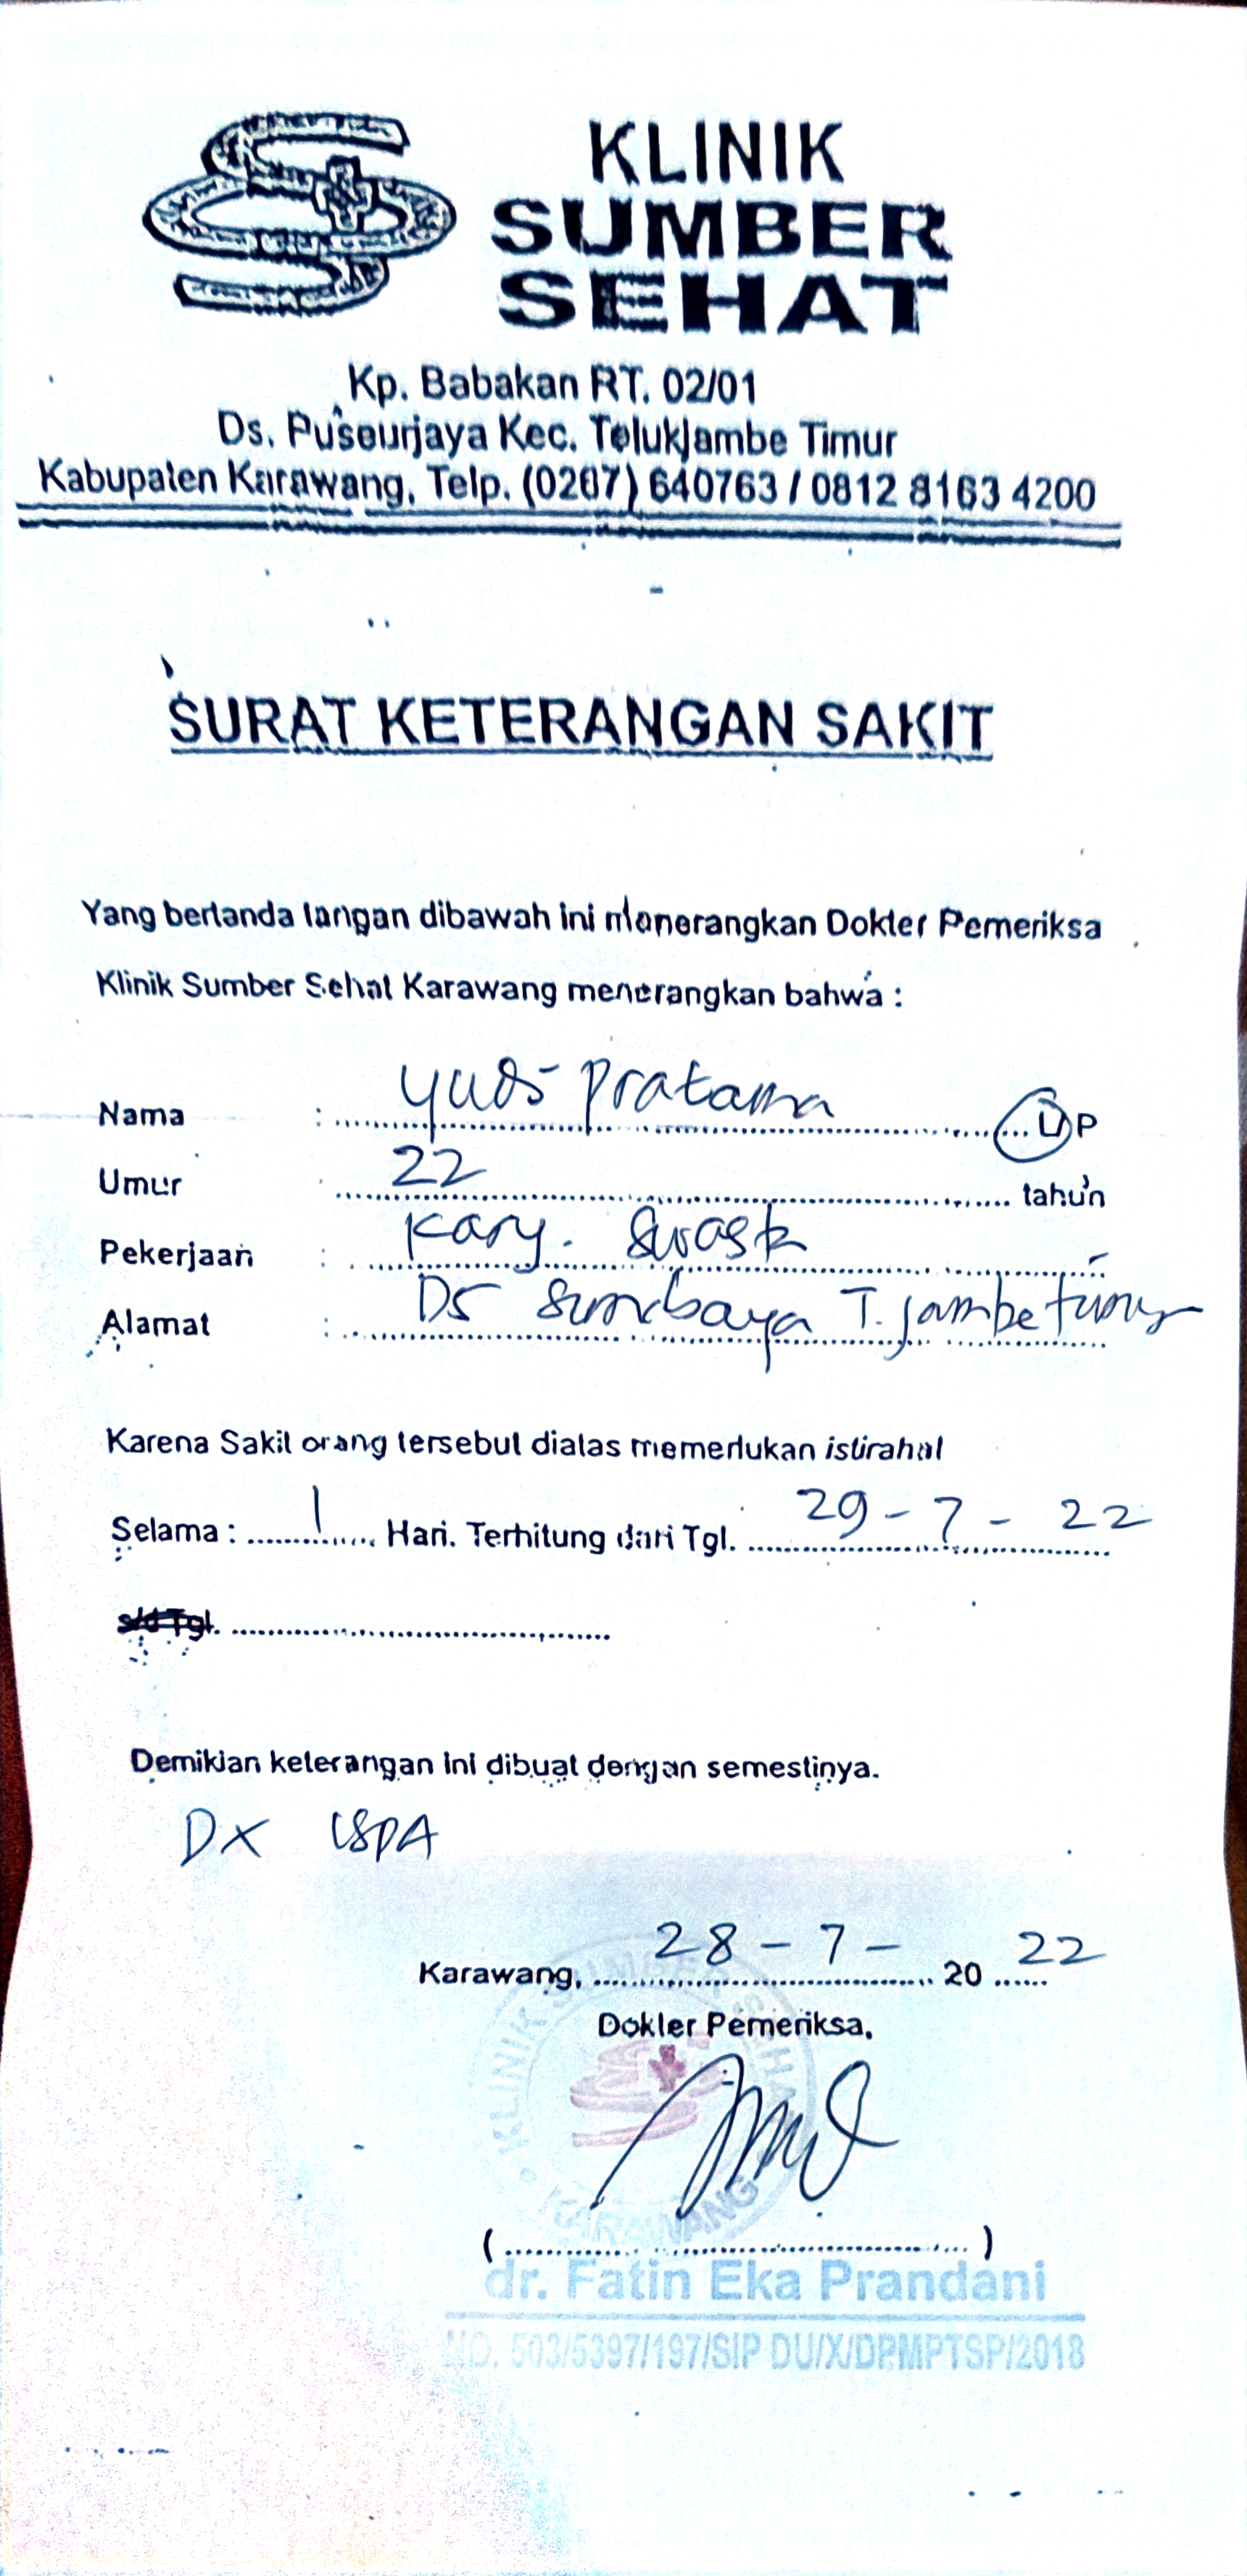 KLINIK
SUMBER
SEHAT
Kp. Babakan RT. 02/01
Ds. Puseurjaya Kec. Telukjambe Timur
Kabupaten Karawang, Telp. (0267) 640763 / 0812 8163 4200
SURAT KETERANGAN SAKIT
Yang bertanda tangan dibawah ini menerangkan Dokter Pemeriksa
Klinik Sumber Sehat Karawang menerangkan bahwa :
Nama : Yudi Pratama L/P
Umur 22 tahun
Pekerjaan : Kary.
Alamat : Ds T. Jambe timur
Karena Sakit orang tersebut diatas memerlukan istirahat
Selama : 1 Hari. Terhitung dari Tgl. 29 - 7 - 22
s/d Tgl.
Demikian keterangan ini dibuat dengan semestinya.
DX ISPA
Karawang, 28 - 7 - 20 22
Dokter Pemeriksa,
KLINIK SUMBER SEHAT
KARAWANG
( )
dr. Fatin Eka Prandani
NO. 503/5397/197/SIP DU/X/DPMPTSP/2018